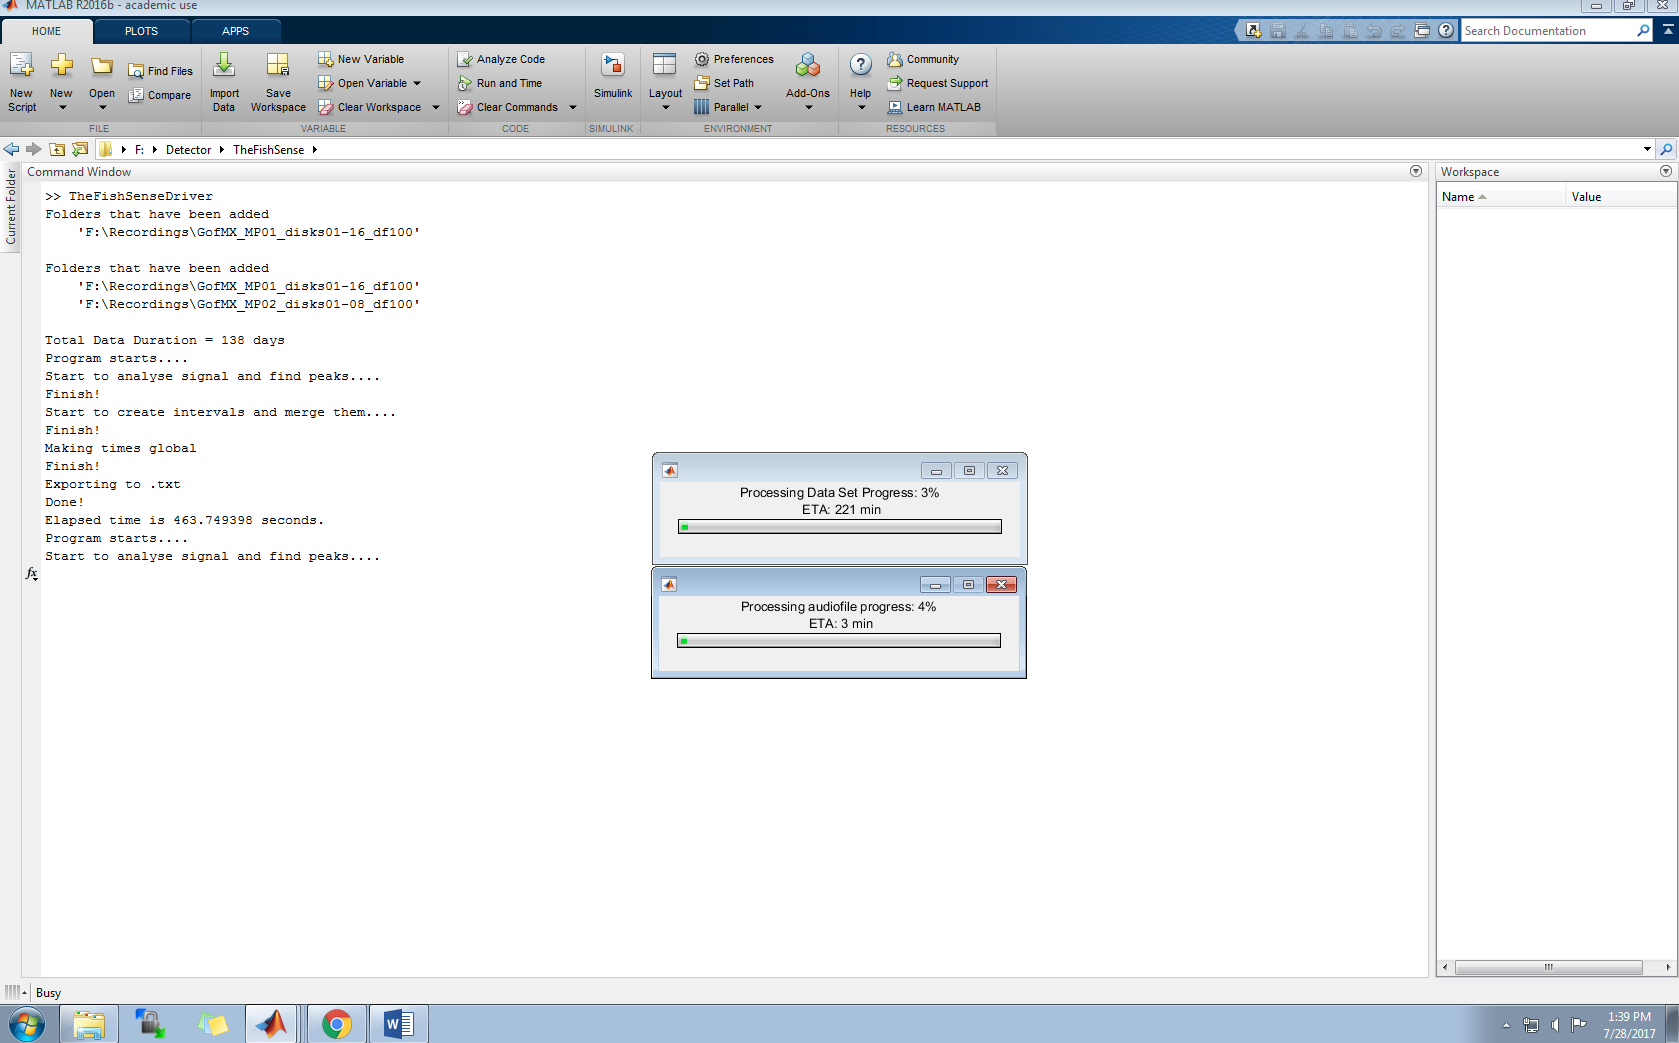 MATLAB R2016b - academic use
HOME
PLOTS
APPS
Search Documentation
New Script
New
Open
Find Files
Compare
FILE
Import Data
Save Workspace
New Variable
Open Variable
Clear Workspace
VARIABLE
Analyze Code
Run and Time
Clear Commands
CODE
Simulink
SIMULINK
Layout
Preferences
Set Path
Parallel
Add-Ons
ENVIRONMENT
Help
Community
Request Support
Learn MATLAB
RESOURCES
F: Detector TheFishSense
Current Folder
Command Window
>> TheFishSenseDriver
Folders that have been added
'F:\Recordings\GofMX_MP01_disks01-16_df100'
Folders that have been added
'F:\Recordings\GofMX_MP01_disks01-16_df100'
'F:\Recordings\GofMX_MP02_disks01-08_df100'
Total Data Duration = 138 days
Program starts....
Start to analyse signal and find peaks....
Finish!
Start to create intervals and merge them....
Finish!
Making times global
Finish!
Exporting to .txt
Done!
Elapsed time is 463.749398 seconds.
Program starts....
Start to analyse signal and find peaks....
fx
Processing Data Set Progress: 3%
ETA: 221 min
Processing audiofile progress: 4%
ETA: 3 min
Workspace
Name Value
Busy
W
1:39 PM
7/28/2017